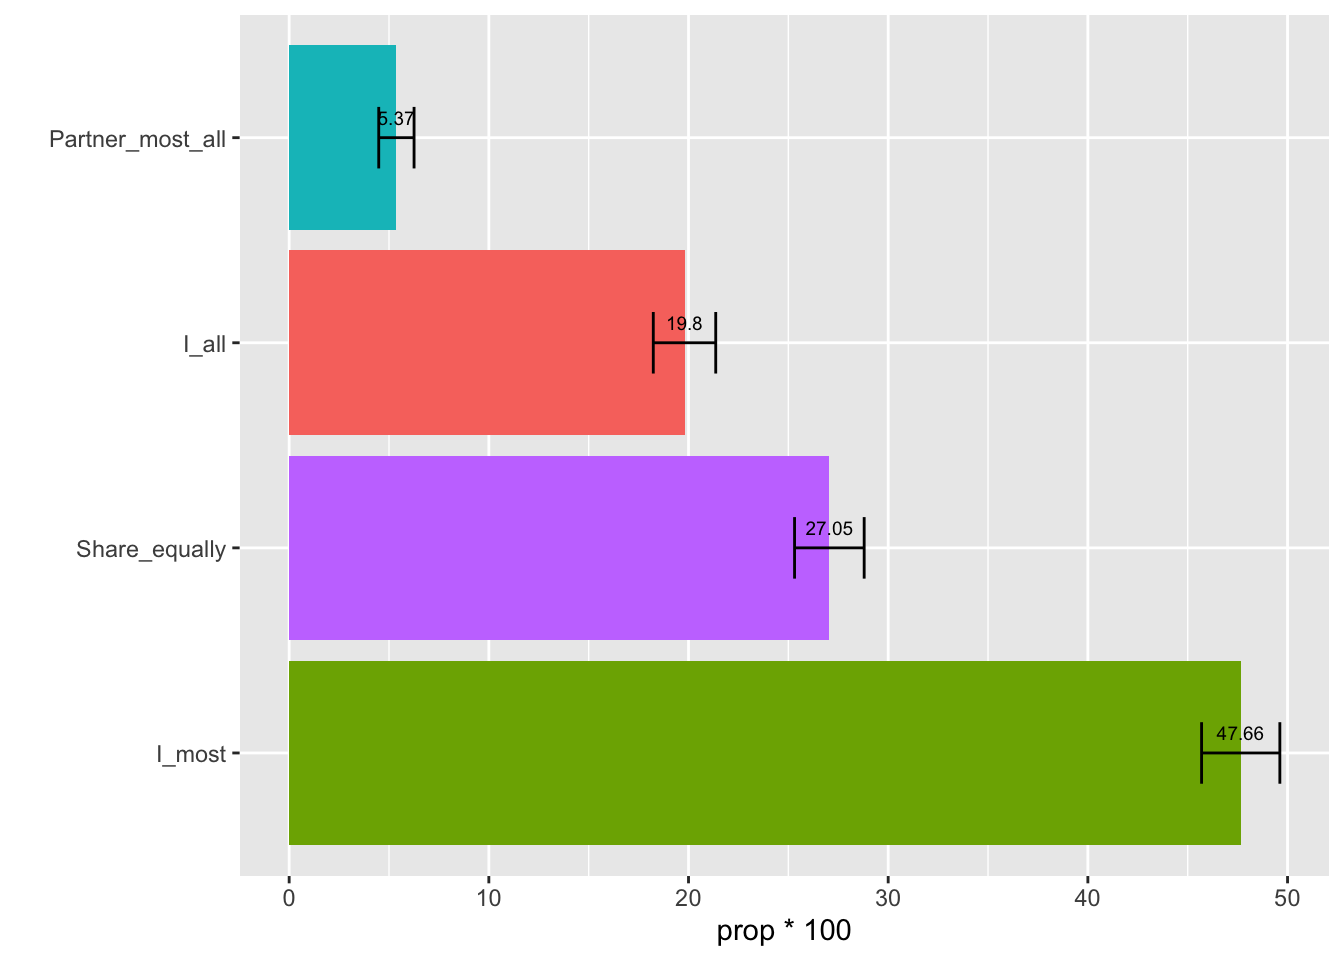 Partner_most_all
5.37
I_all
19.8
Share_equally
27.05
I_most
47.66
0 10 20 30 40 50
prop * 100